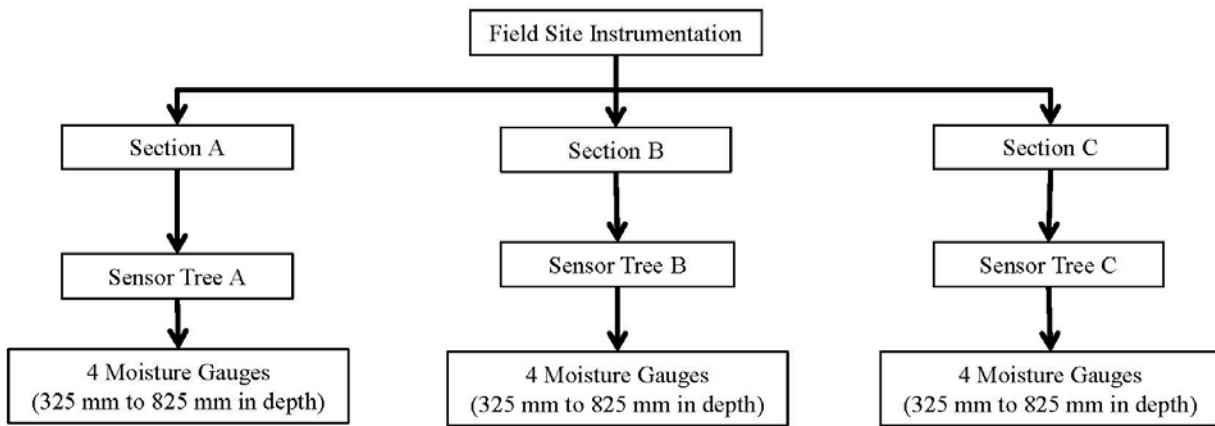 Field Site Instrumentation
Section A
Section B
Section C
Sensor Tree A
Sensor Tree B
Sensor Tree C
4 Moisture Gauges
(325 mm to 825 mm in depth)
4 Moisture Gauges
(325 mm to 825 mm in depth)
4 Moisture Gauges
(325 mm to 825 mm in depth)